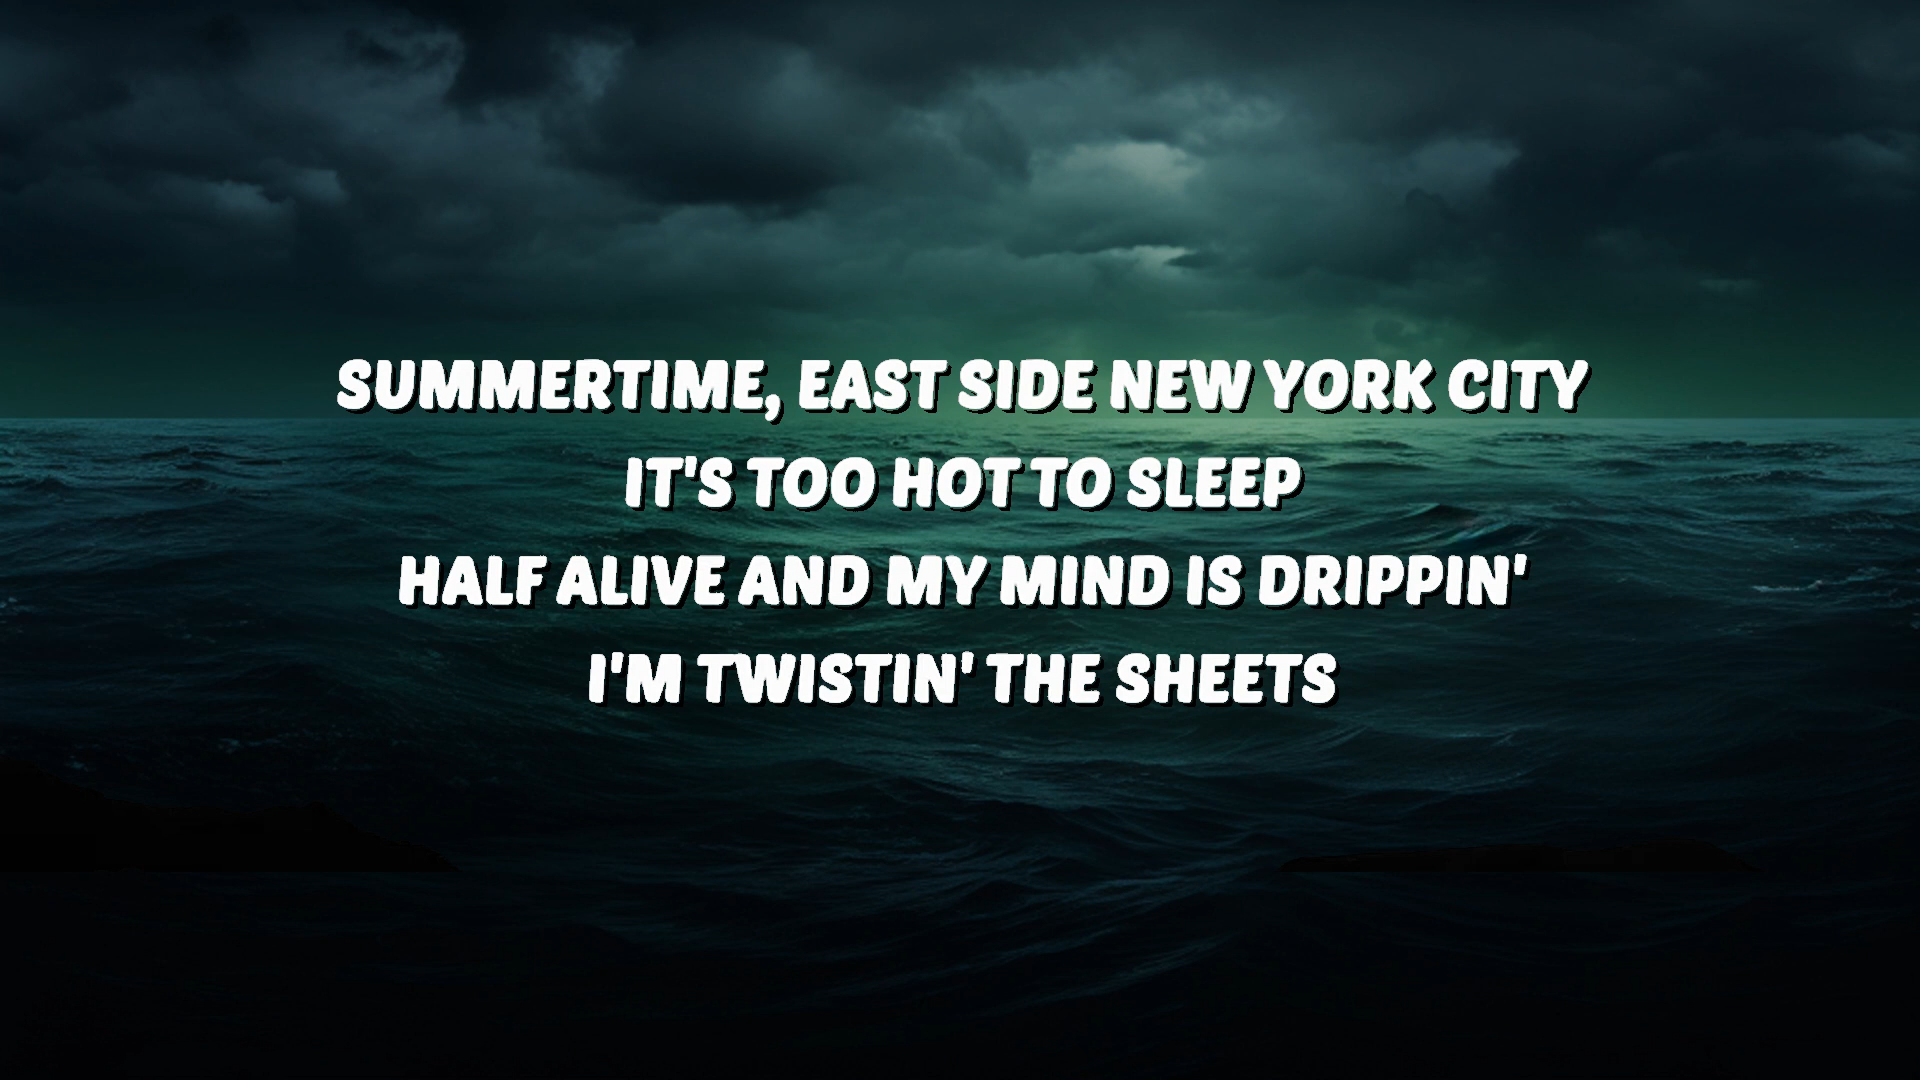 SUMMERTIME, EAST SIDE NEW YORK CITY
IT'S TOO HOT TO SLEEP
HALF ALIVE AND MY MIND IS DRIPPIN'
I'M TWISTIN' THE SHEETS